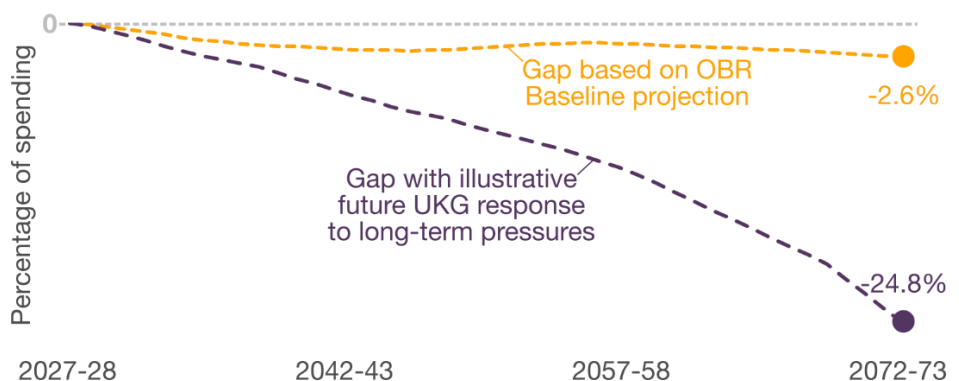 0
Percentage of spending
Gap based on OBR
Baseline projection
-2.6%
Gap with illustrative
future UKG response
to long-term pressures
-24.8%
2027-28
2042-43
2057-58
2072-73